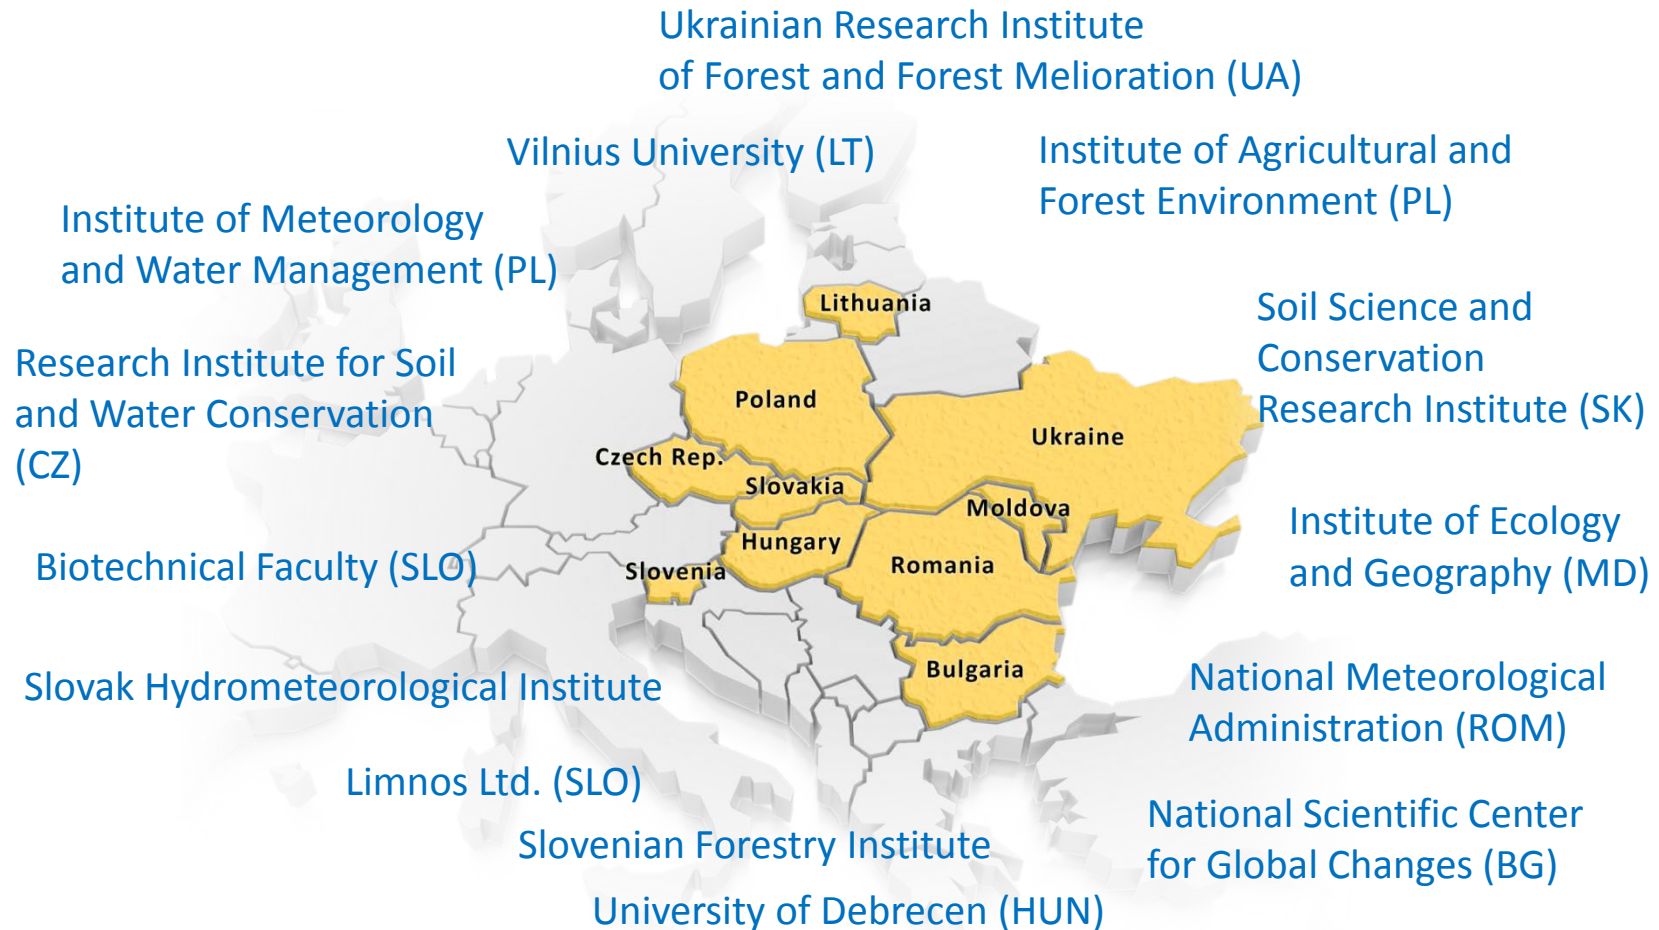 Ukrainian Research Institute
of Forest and Forest Melioration (UA)
Vilnius University (LT)
Institute of Agricultural and
Forest Environment (PL)
Institute of Meteorology
and Water Management (PL)
Soil Science and
Conservation
Research Institute (SK)
Research Institute for Soil
and Water Conservation
(CZ)
Lithuania
Poland
Ukraine
Czech Rep.
Slovakia
Moldova
Hungary
Romania
Slovenia
Bulgaria
Institute of Ecology
and Geography (MD)
Biotechnical Faculty (SLO)
Slovak Hydrometeorological Institute
National Meteorological
Administration (ROM)
Limnos Ltd. (SLO)
National Scientific Center
for Global Changes (BG)
Slovenian Forestry Institute
University of Debrecen (HUN)